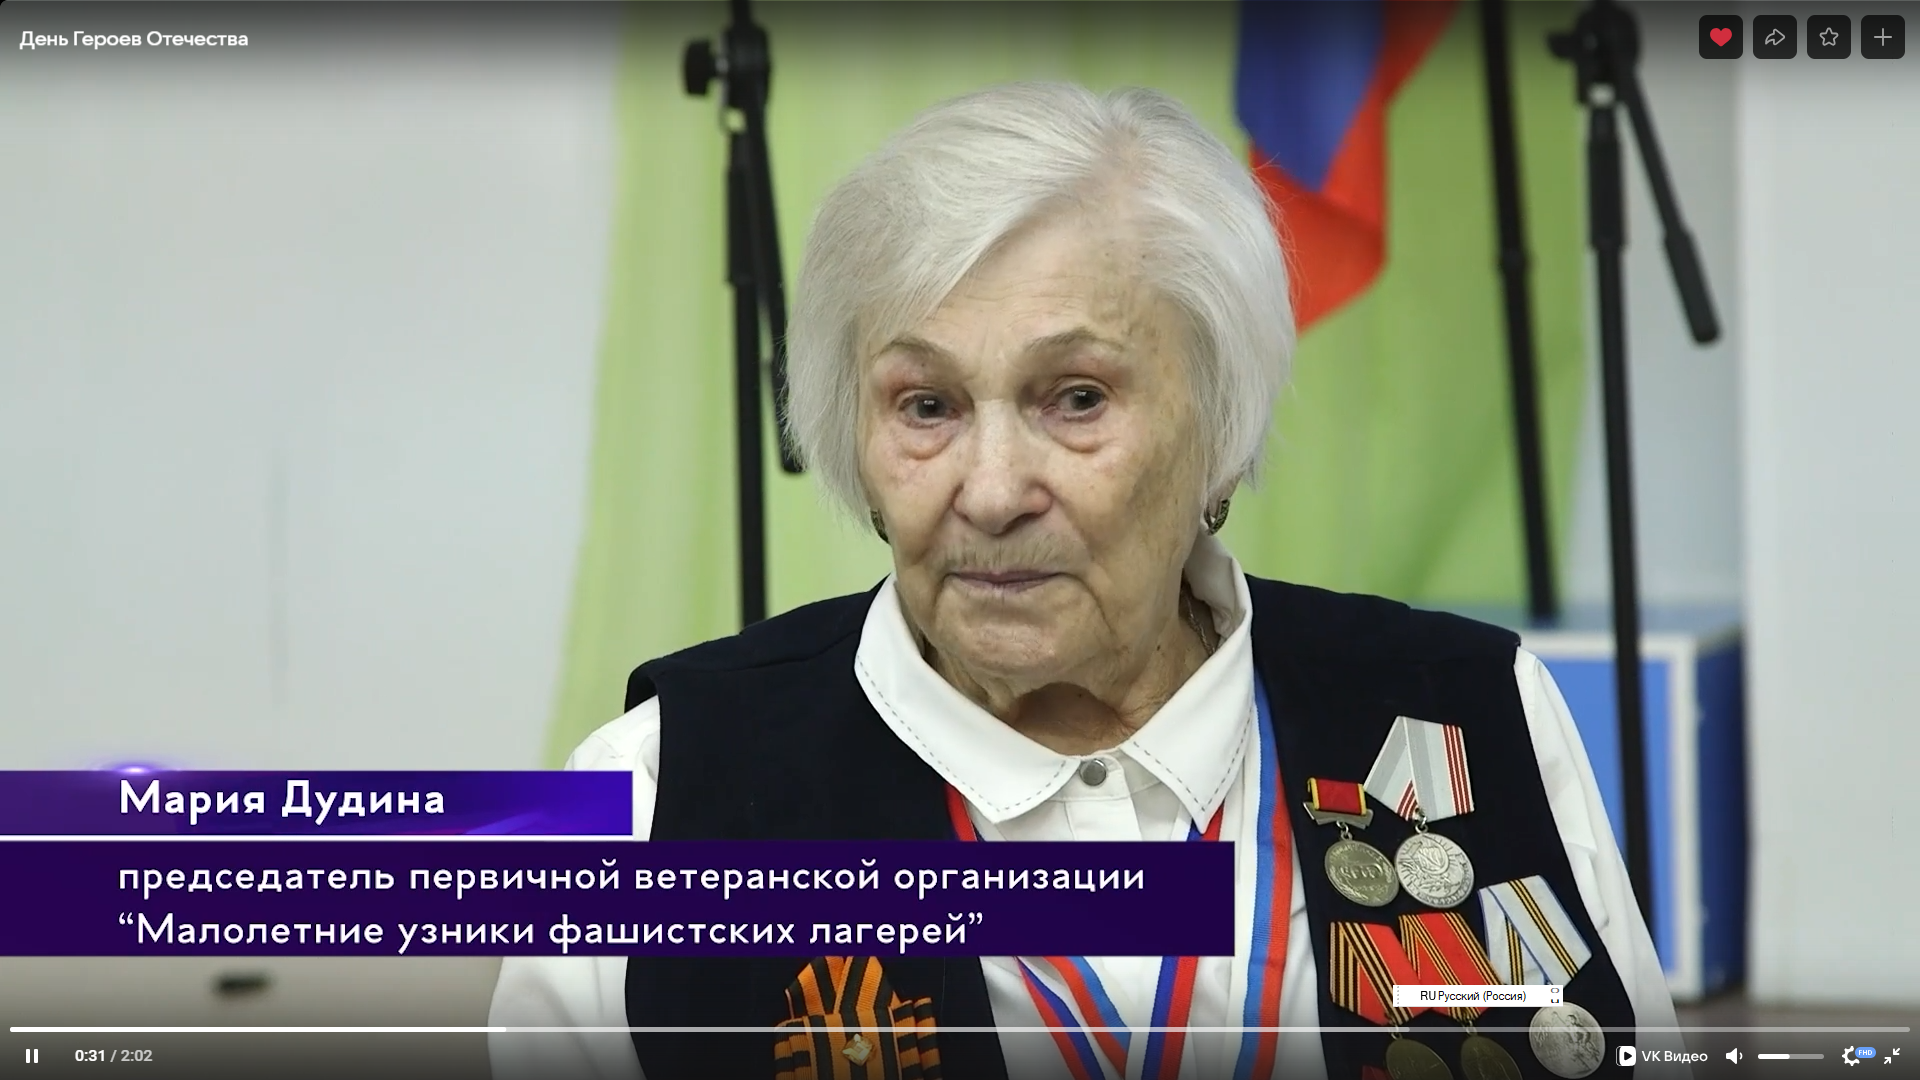 День Героев Отечества
Мария Дудина
председатель первичной ветеранской организации
“Малолетние узники фашистских лагерей”
RU Русский (Россия)
0:31 / 2:02
VK Видео
FHD